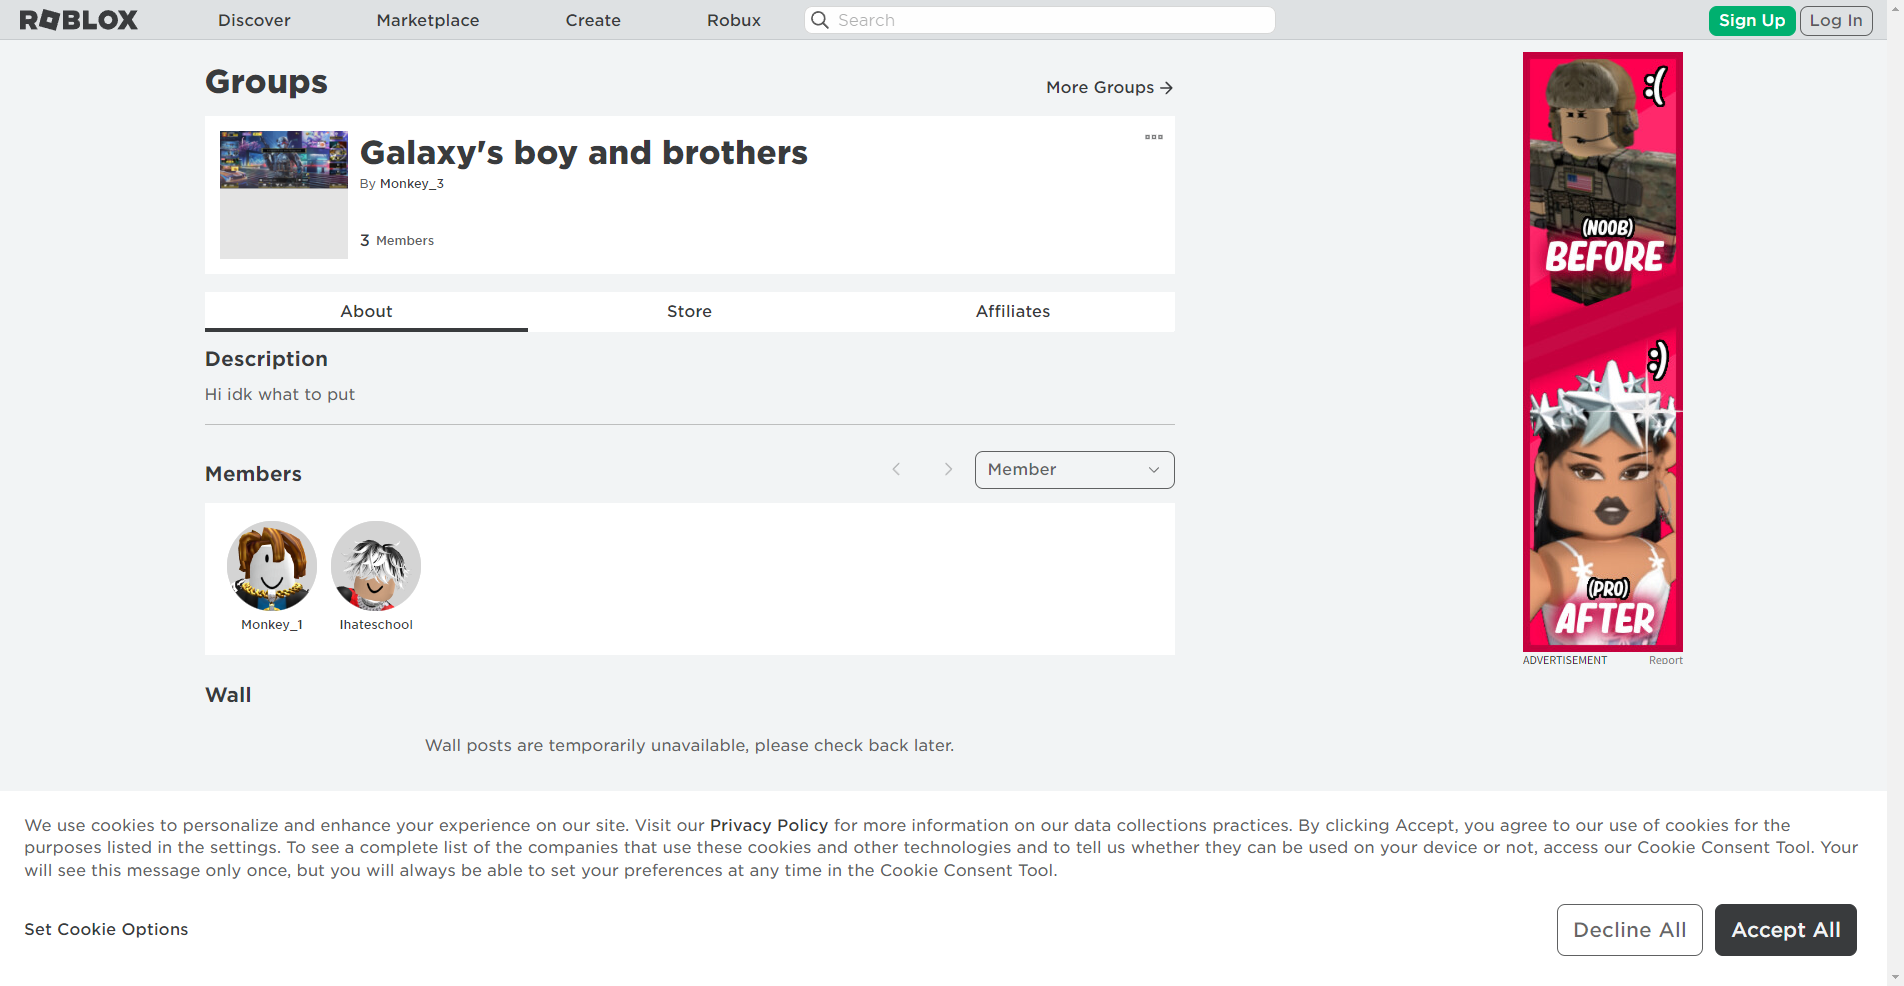 ROBLOX Discover Marketplace Create Robux Search Sign Up Log In
Groups
More Groups →
Galaxy's boy and brothers
By Monkey_3
3 Members
About Store Affiliates
Description
Hi idk what to put
Members
Member
Monkey_1 Ihateschool
Wall
Wall posts are temporarily unavailable, please check back later.
:(
(NOOB)
BEFORE
:)
(PRO)
AFTER
ADVERTISEMENT Report
We use cookies to personalize and enhance your experience on our site. Visit our Privacy Policy for more information on our data collections practices. By clicking Accept, you agree to our use of cookies for the
purposes listed in the settings. To see a complete list of the companies that use these cookies and other technologies and to tell us whether they can be used on your device or not, access our Cookie Consent Tool. Your
will see this message only once, but you will always be able to set your preferences at any time in the Cookie Consent Tool.
Set Cookie Options
Decline All Accept All